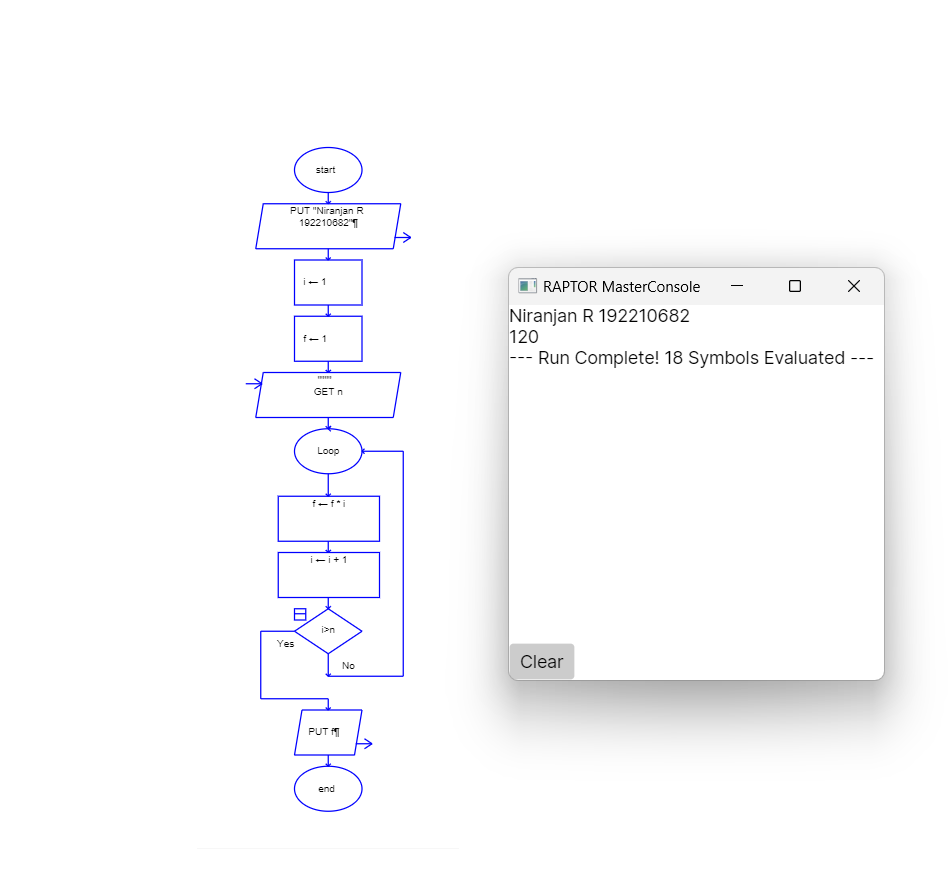 start
PUT "Niranjan R
192210682"¶
i ← 1
f ← 1
""""
GET n
Loop
f ← f * i
i ← i + 1
i>n
Yes
No
PUT f¶
end
RAPTOR MasterConsole
Niranjan R 192210682
120
--- Run Complete! 18 Symbols Evaluated ---
Clear